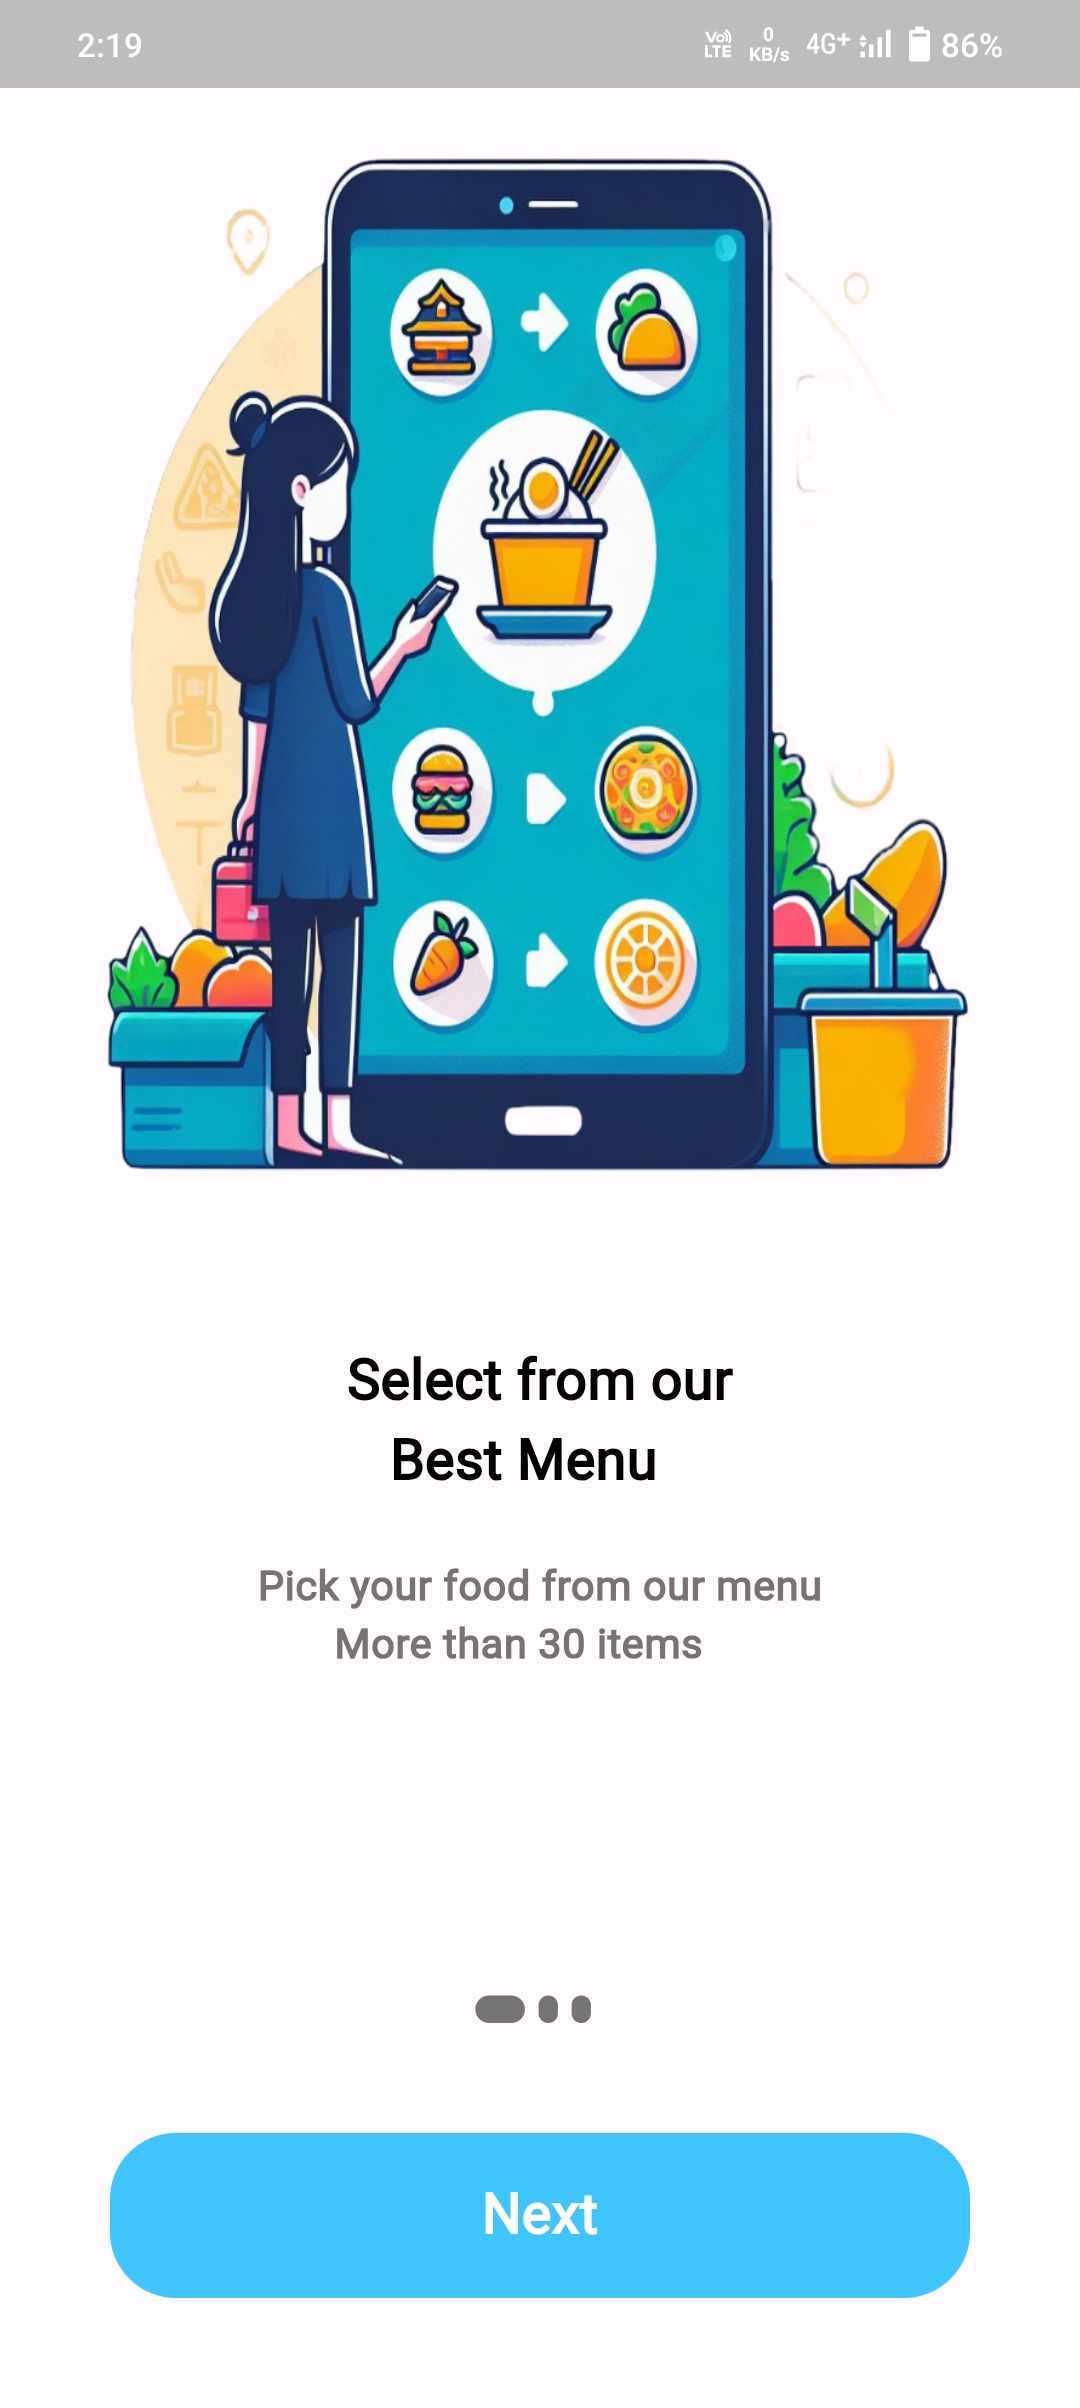 2:19
Vo)) LTE
0 KB/s
4G+
86%
Select from our
Best Menu
Pick your food from our menu
More than 30 items
Next